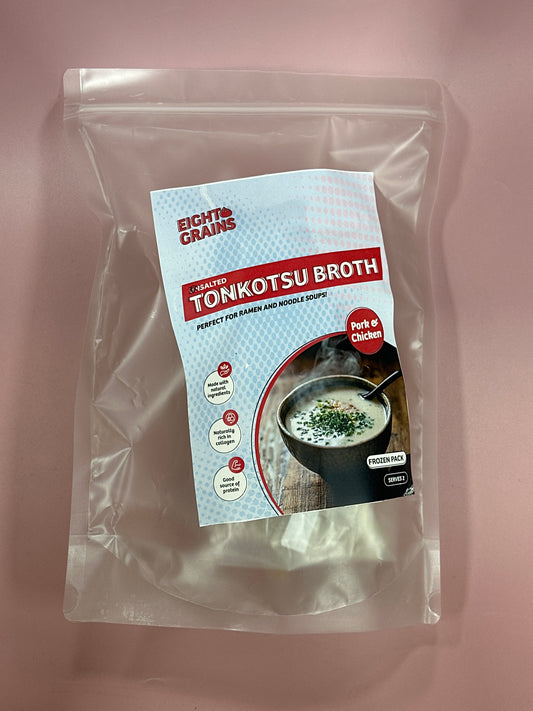 EIGHT
GRAINS
UNSALTED
TONKOTSU BROTH
PERFECT FOR RAMEN AND NOODLE SOUPS!
Pork &
Chicken
Made with
natural
ingredients
Naturally
rich in
collagen
Good
source of
protein
FROZEN PACK
SERVES 2